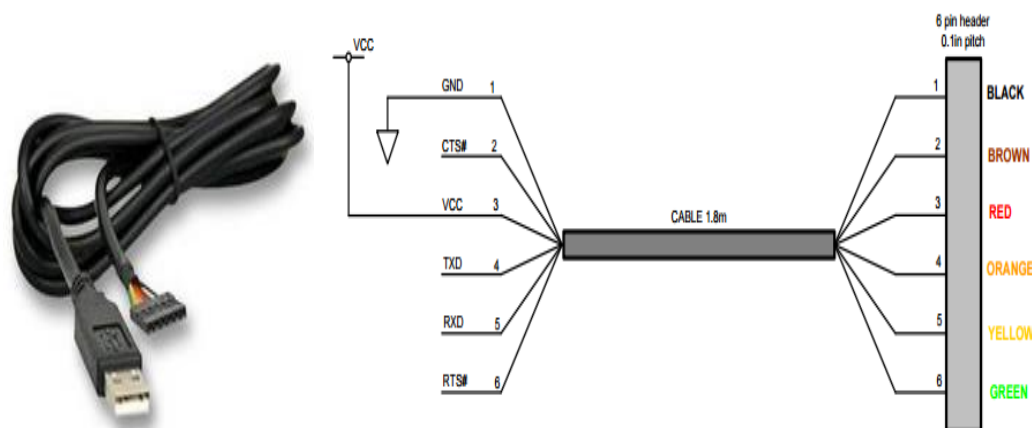 6 pin header
0.1in pitch
VCC
GND 1
1 BLACK
CTS# 2
2 BROWN
VCC 3
3 RED
CABLE 1.8m
TXD 4
4 ORANGE
RXD 5
5 YELLOW
RTS# 6
6 GREEN